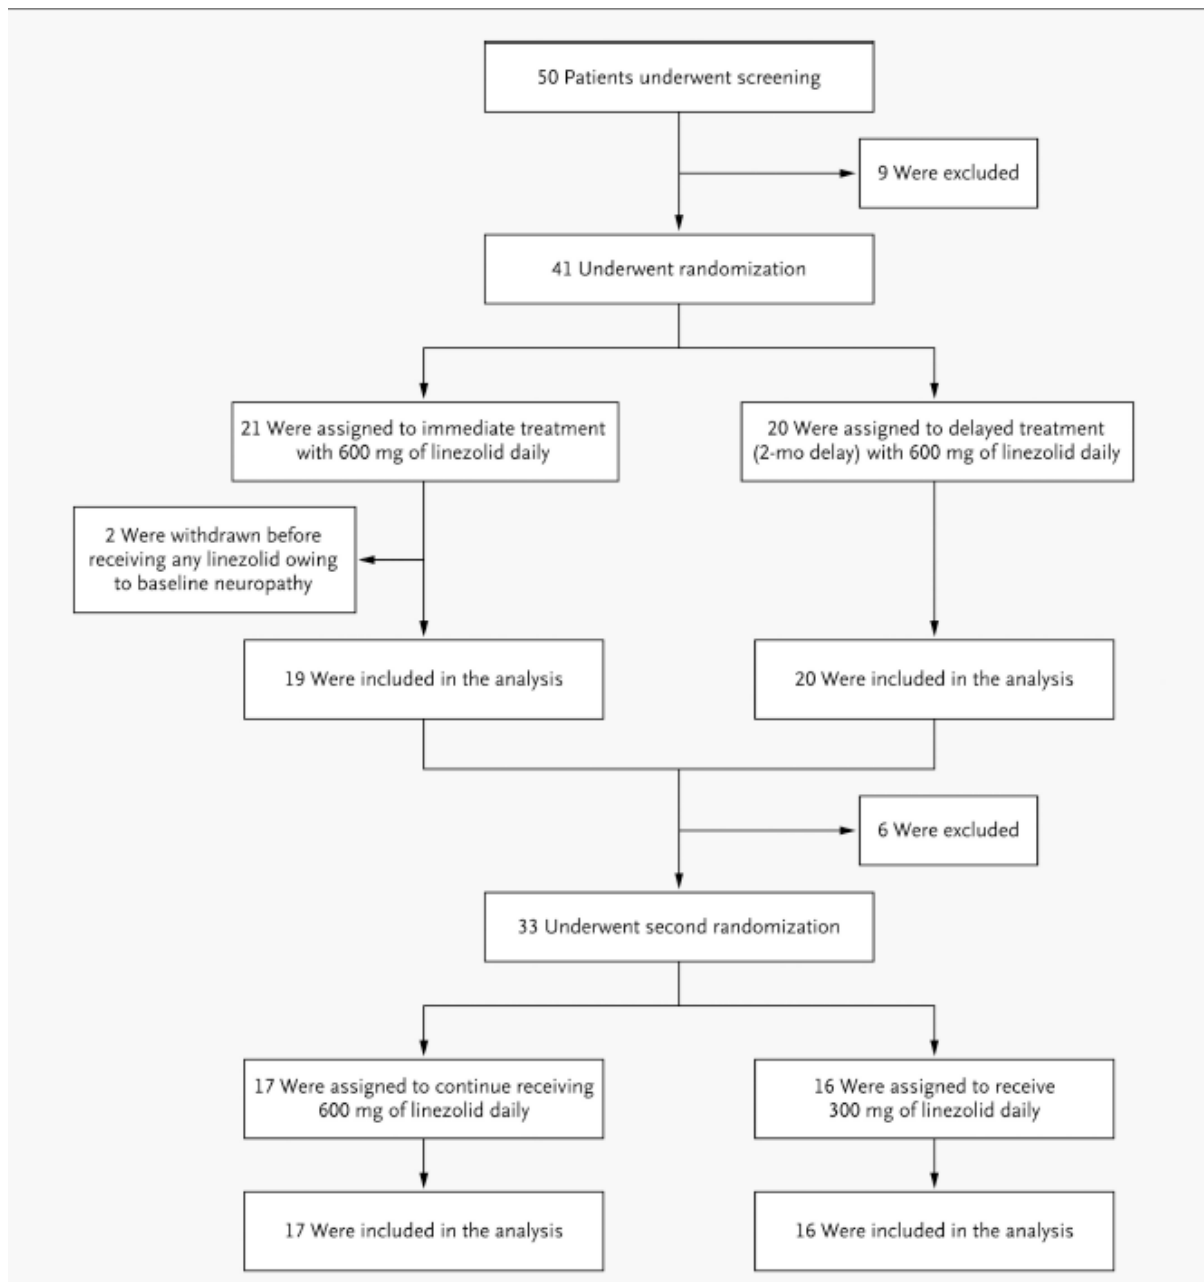 50 Patients underwent screening
9 Were excluded
41 Underwent randomization
21 Were assigned to immediate treatment
with 600 mg of linezolid daily
20 Were assigned to delayed treatment
(2-mo delay) with 600 mg of linezolid daily
2 Were withdrawn before
receiving any linezolid owing
to baseline neuropathy
19 Were included in the analysis
20 Were included in the analysis
6 Were excluded
33 Underwent second randomization
17 Were assigned to continue receiving
600 mg of linezolid daily
16 Were assigned to receive
300 mg of linezolid daily
17 Were included in the analysis
16 Were included in the analysis